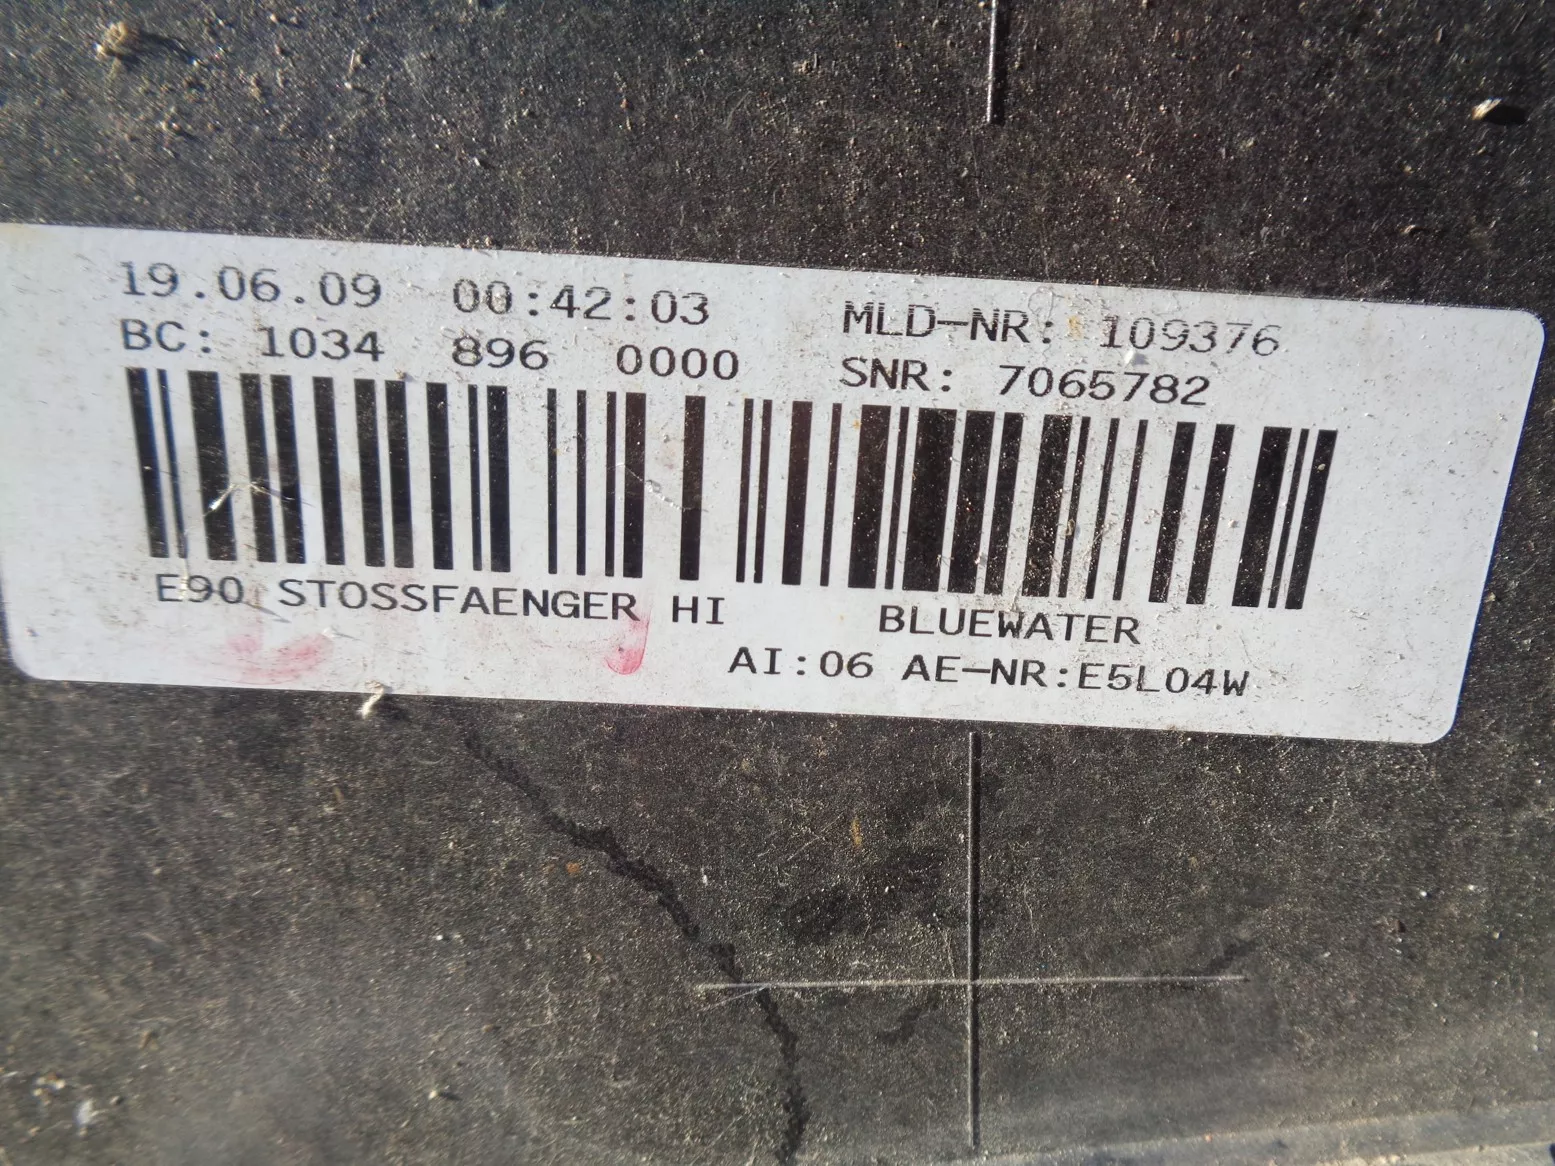 19.06.09 00:42:03 MLD-NR: 109376
BC: 1034 896 0000 SNR: 7065782
E90 STOSSFAENGER HI BLUEWATER
AI:06 AE-NR:E5L04W